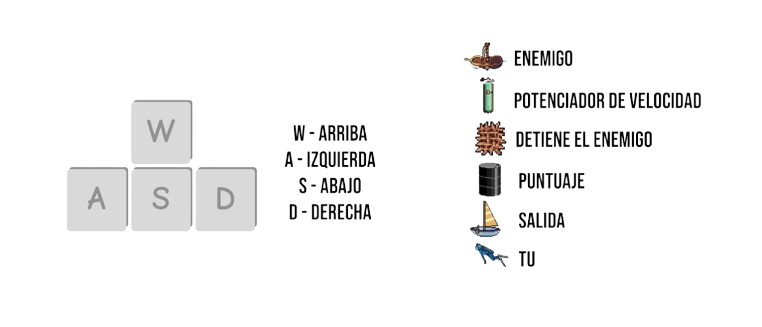 W
A S D
W - ARRIBA
A - IZQUIERDA
S - ABAJO
D - DERECHA
ENEMIGO
POTENCIADOR DE VELOCIDAD
DETIENE EL ENEMIGO
PUNTUAJE
SALIDA
TU